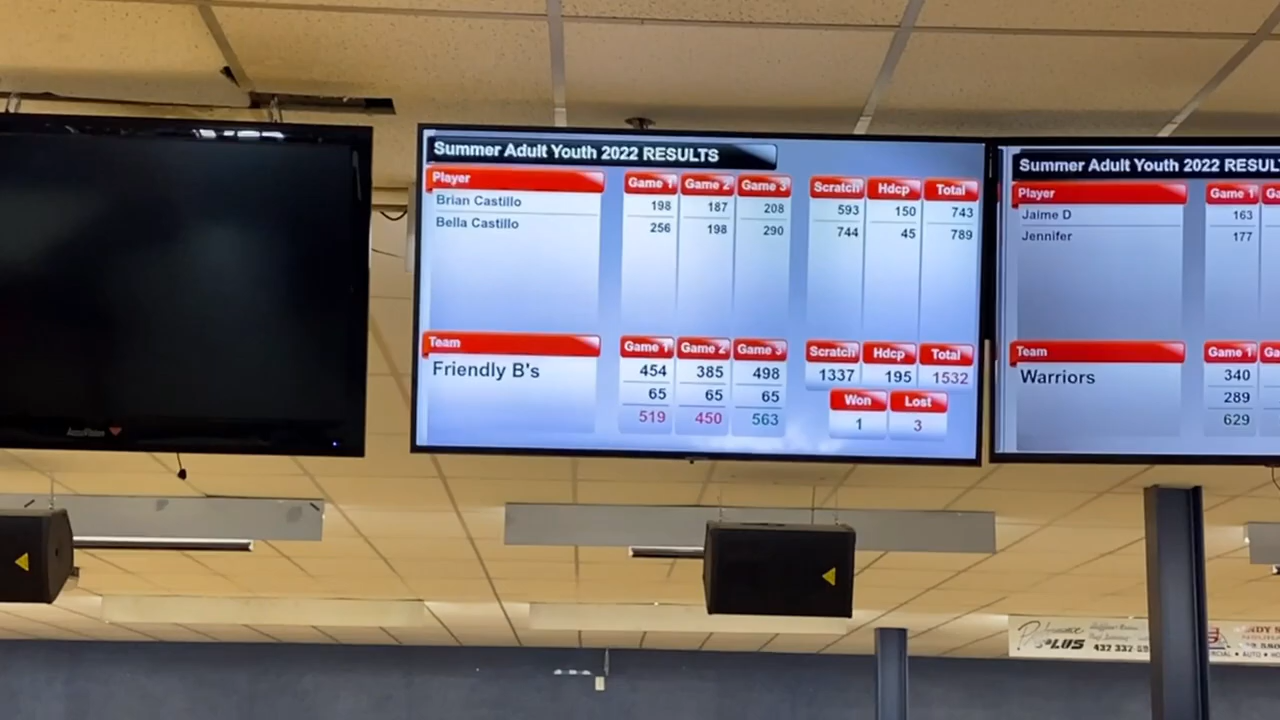 Summer Adult Youth 2022 RESULTS
Player Game 1 Game 2 Game 3 Scratch Hdcp Total
Brian Castillo 198 187 208 593 150 743
Bella Castillo 256 198 290 744 45 789
Team Game 1 Game 2 Game 3 Scratch Hdcp Total
Friendly B's 454 385 498 1337 195 1532
65 65 65 Won Lost
519 450 563 1 3
Summer Adult Youth 2022 RESUL
Player Game 1 Ga
Jaime D 163
Jennifer 177
Team Game 1 Ga
Warriors 340
289
629
PLUS